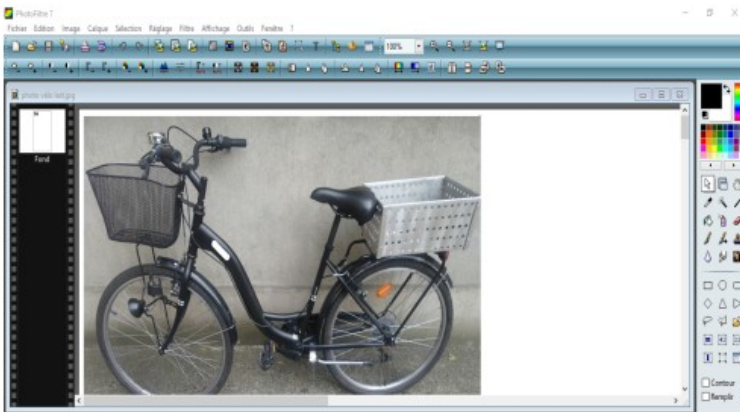 PhotoFiltre 7
Fichier Edition Image Calque Sélection Réglage Filtre Affichage Outils Fenêtre ?
100%
Fond
Contour
Remplir